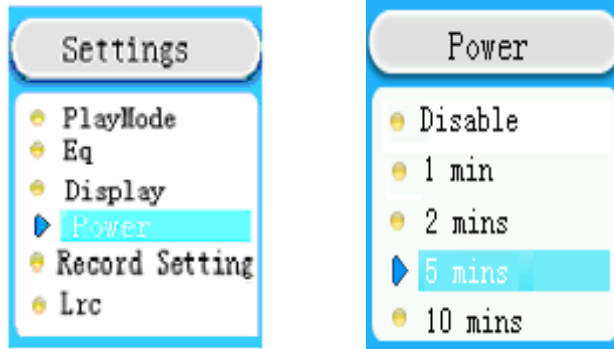 Settings
PlayMode
Eq
Display
Power
Record Setting
Lrc
Power
Disable
1 min
2 mins
5 mins
10 mins